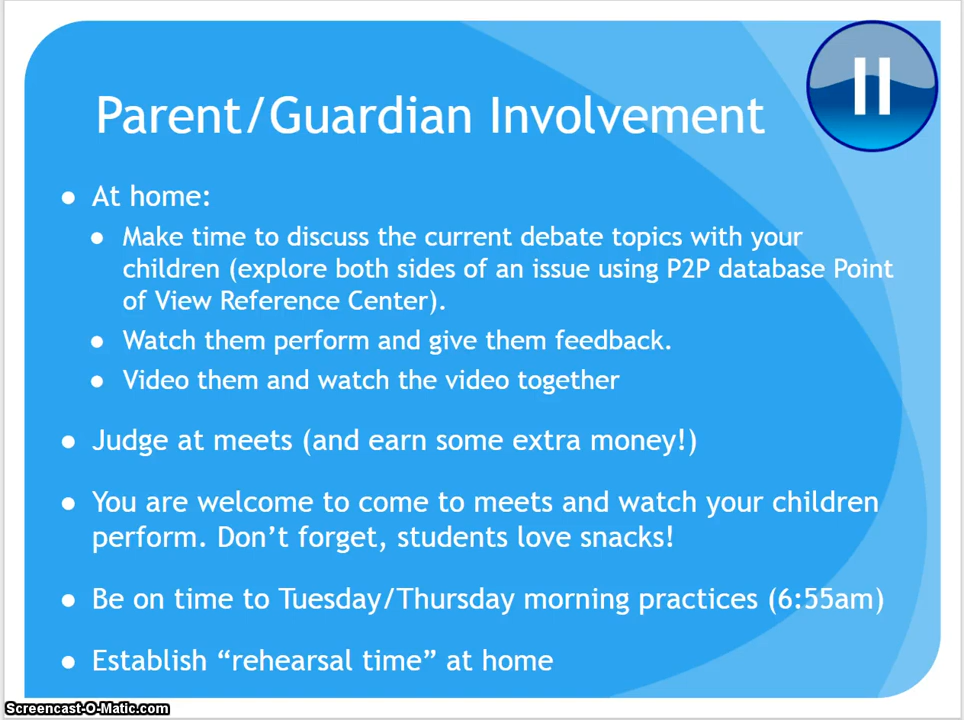 Parent/Guardian Involvement
● At home:
● Make time to discuss the current debate topics with your
children (explore both sides of an issue using P2P database Point
of View Reference Center).
● Watch them perform and give them feedback.
● Video them and watch the video together
● Judge at meets (and earn some extra money!)
● You are welcome to come to meets and watch your children
perform. Don’t forget, students love snacks!
● Be on time to Tuesday/Thursday morning practices (6:55am)
● Establish “rehearsal time” at home
Screencast-O-Matic.com